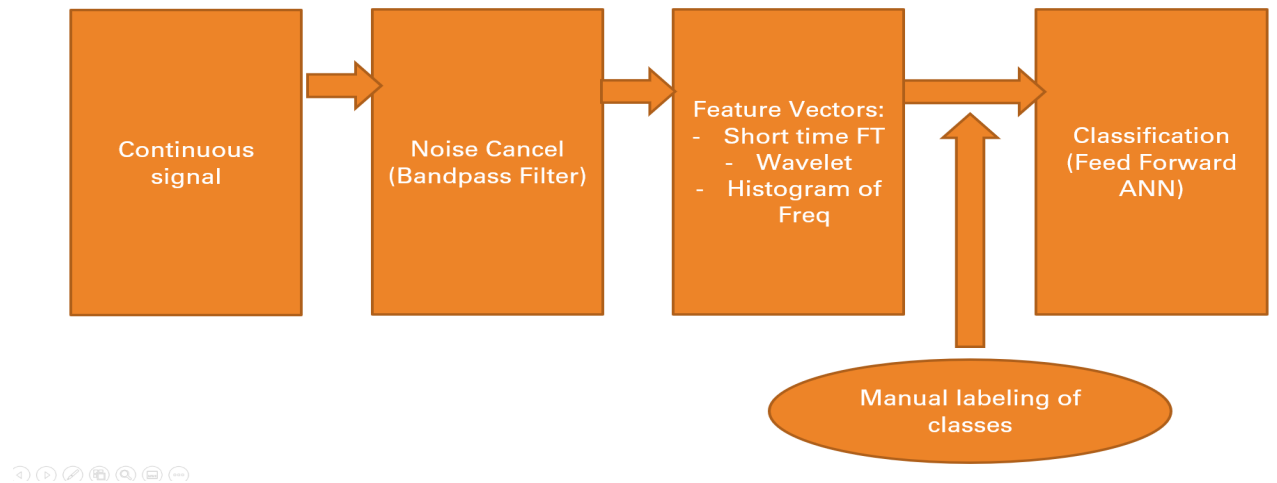 Continuous
signal
Noise Cancel
(Bandpass Filter)
Feature Vectors:
- Short time FT
- Wavelet
- Histogram of
Freq
Classification
(Feed Forward
ANN)
Manual labeling of
classes